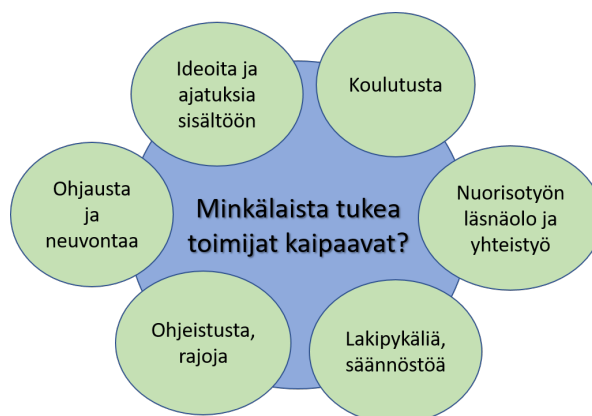 Ideoita ja
ajatuksia
sisältöön
Koulutusta
Ohjausta
ja
neuvontaa
Minkälaista tukea
toimijat kaipaavat?
Nuorisotyön
läsnäolo ja
yhteistyö
Ohjeistusta,
rajoja
Lakipykäliä,
säännöstöä